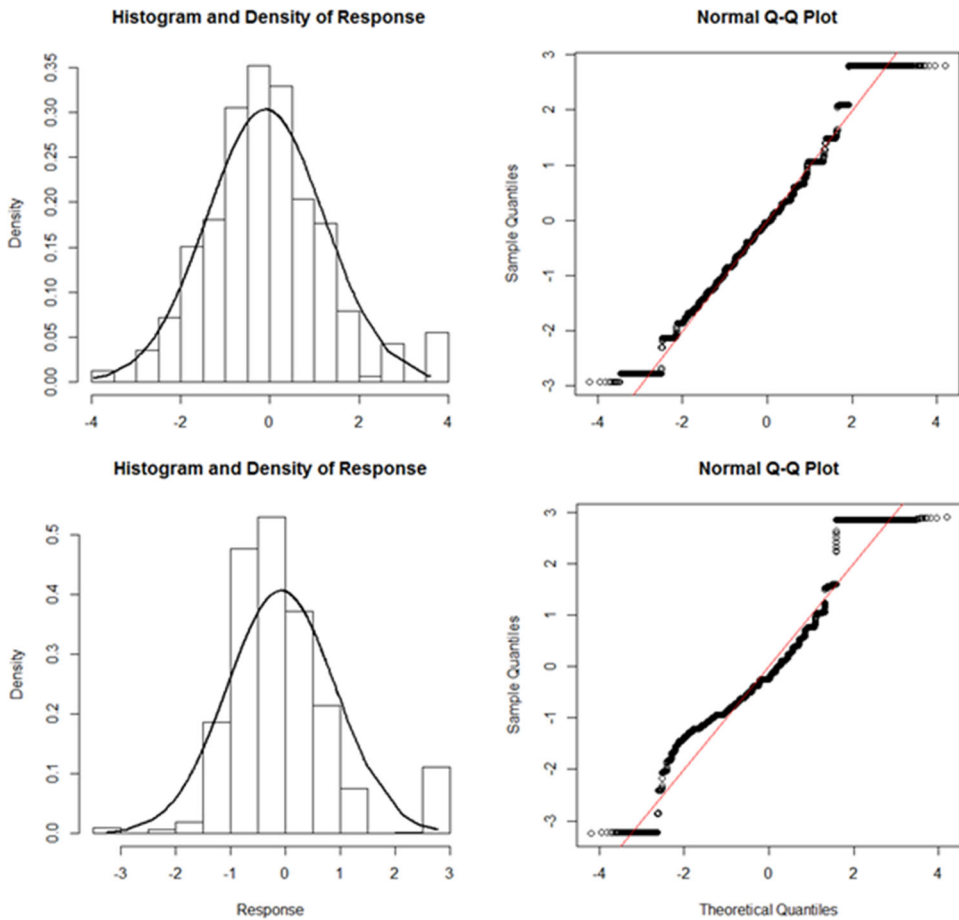 Histogram and Density of Response
Normal Q-Q Plot
Density
0.00 0.05 0.10 0.15 0.20 0.25 0.30 0.35
-4 -2 0 2 4
Sample Quantiles
-3 -2 -1 0 1 2 3
-4 -2 0 2 4
Histogram and Density of Response
Normal Q-Q Plot
Density
0.0 0.1 0.2 0.3 0.4 0.5
-3 -2 -1 0 1 2 3
Response
Sample Quantiles
-3 -2 -1 0 1 2 3
-4 -2 0 2 4
Theoretical Quantiles